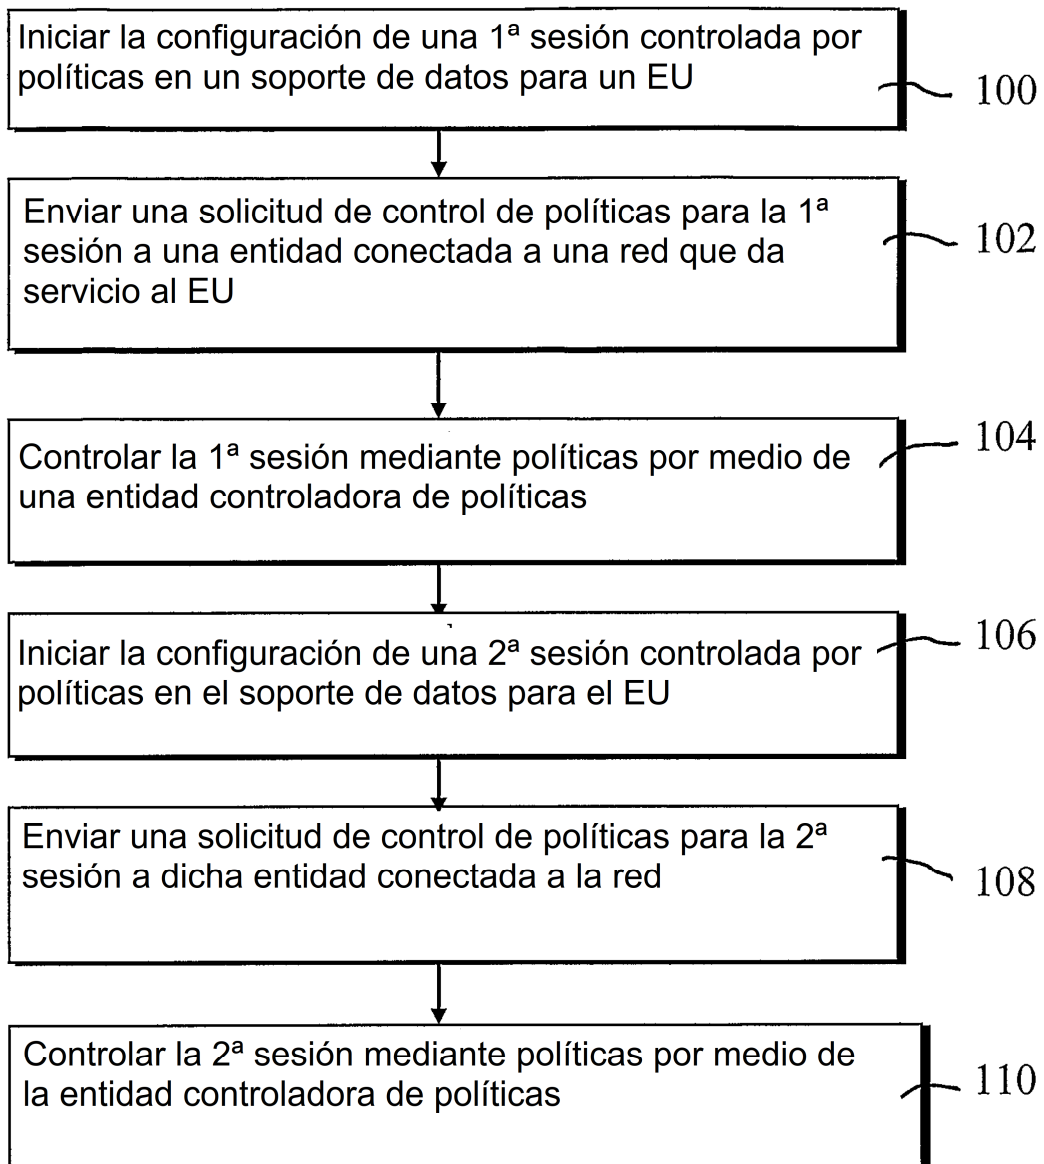 Iniciar la configuración de una 1ª sesión controlada por
políticas en un soporte de datos para un EU
100
Enviar una solicitud de control de políticas para la 1ª
sesión a una entidad conectada a una red que da
servicio al EU
102
Controlar la 1ª sesión mediante políticas por medio de
una entidad controladora de políticas
104
Iniciar la configuración de una 2ª sesión controlada por
políticas en el soporte de datos para el EU
106
Enviar una solicitud de control de políticas para la 2ª
sesión a dicha entidad conectada a la red
108
Controlar la 2ª sesión mediante políticas por medio de
la entidad controladora de políticas
110